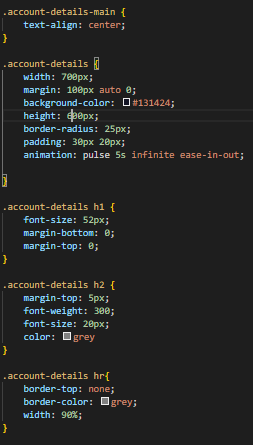 .account-details-main {
    text-align: center;
}

.account-details {
    width: 700px;
    margin: 100px auto 0;
    background-color: #131424;
    height: 600px;
    border-radius: 25px;
    padding: 30px 20px;
    animation: pulse 5s infinite ease-in-out;

}

.account-details h1 {
    font-size: 52px;
    margin-bottom: 0;
    margin-top: 0;
}

.account-details h2 {
    margin-top: 5px;
    font-weight: 300;
    font-size: 20px;
    color: grey
}

.account-details hr{
    border-top: none;
    border-color: grey;
    width: 90%;
}